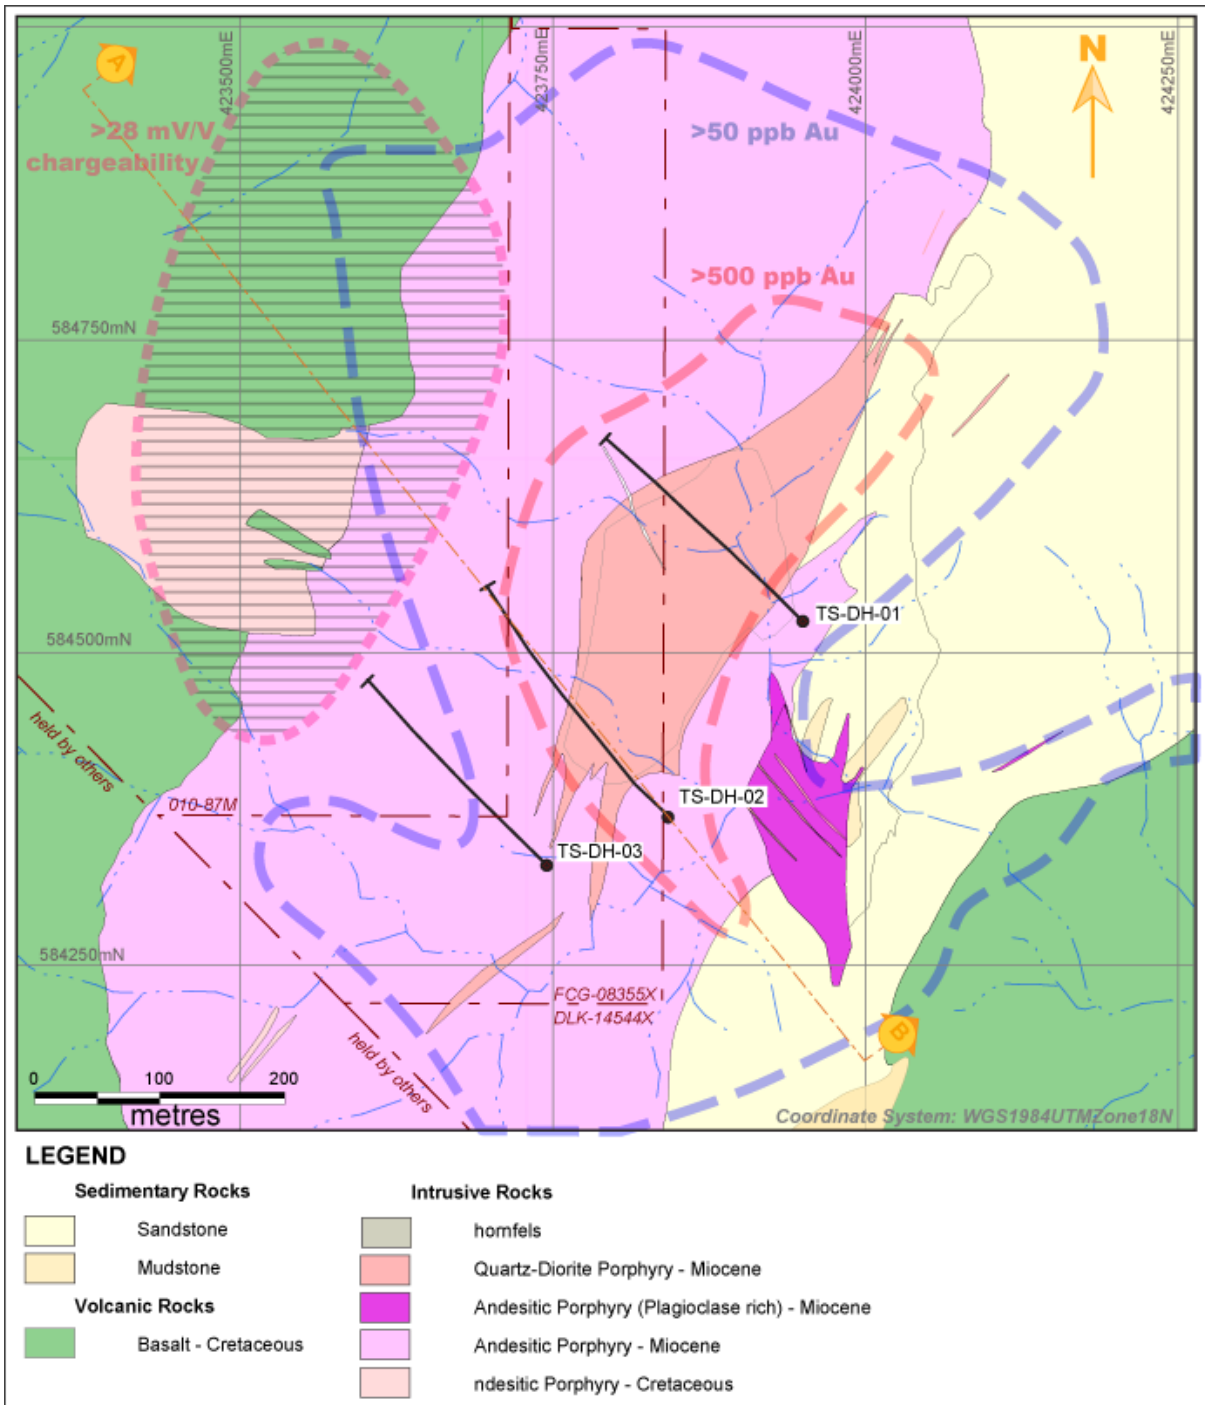 A
423500mE
423750mE
424000mE
424250mE
N
>28 mV/V
chargeability
>50 ppb Au
>500 ppb Au
584750mN
TS-DH-01
584500mN
held by others
010-87M
TS-DH-02
TS-DH-03
584250mN
FCG-08355X
DLK-14544X
held by others
B
0 100 200
metres
Coordinate System: WGS1984UTMZone18N
LEGEND
Sedimentary Rocks
Sandstone
Mudstone
Volcanic Rocks
Basalt - Cretaceous
Intrusive Rocks
hornfels
Quartz-Diorite Porphyry - Miocene
Andesitic Porphyry (Plagioclase rich) - Miocene
Andesitic Porphyry - Miocene
ndesitic Porphyry - Cretaceous